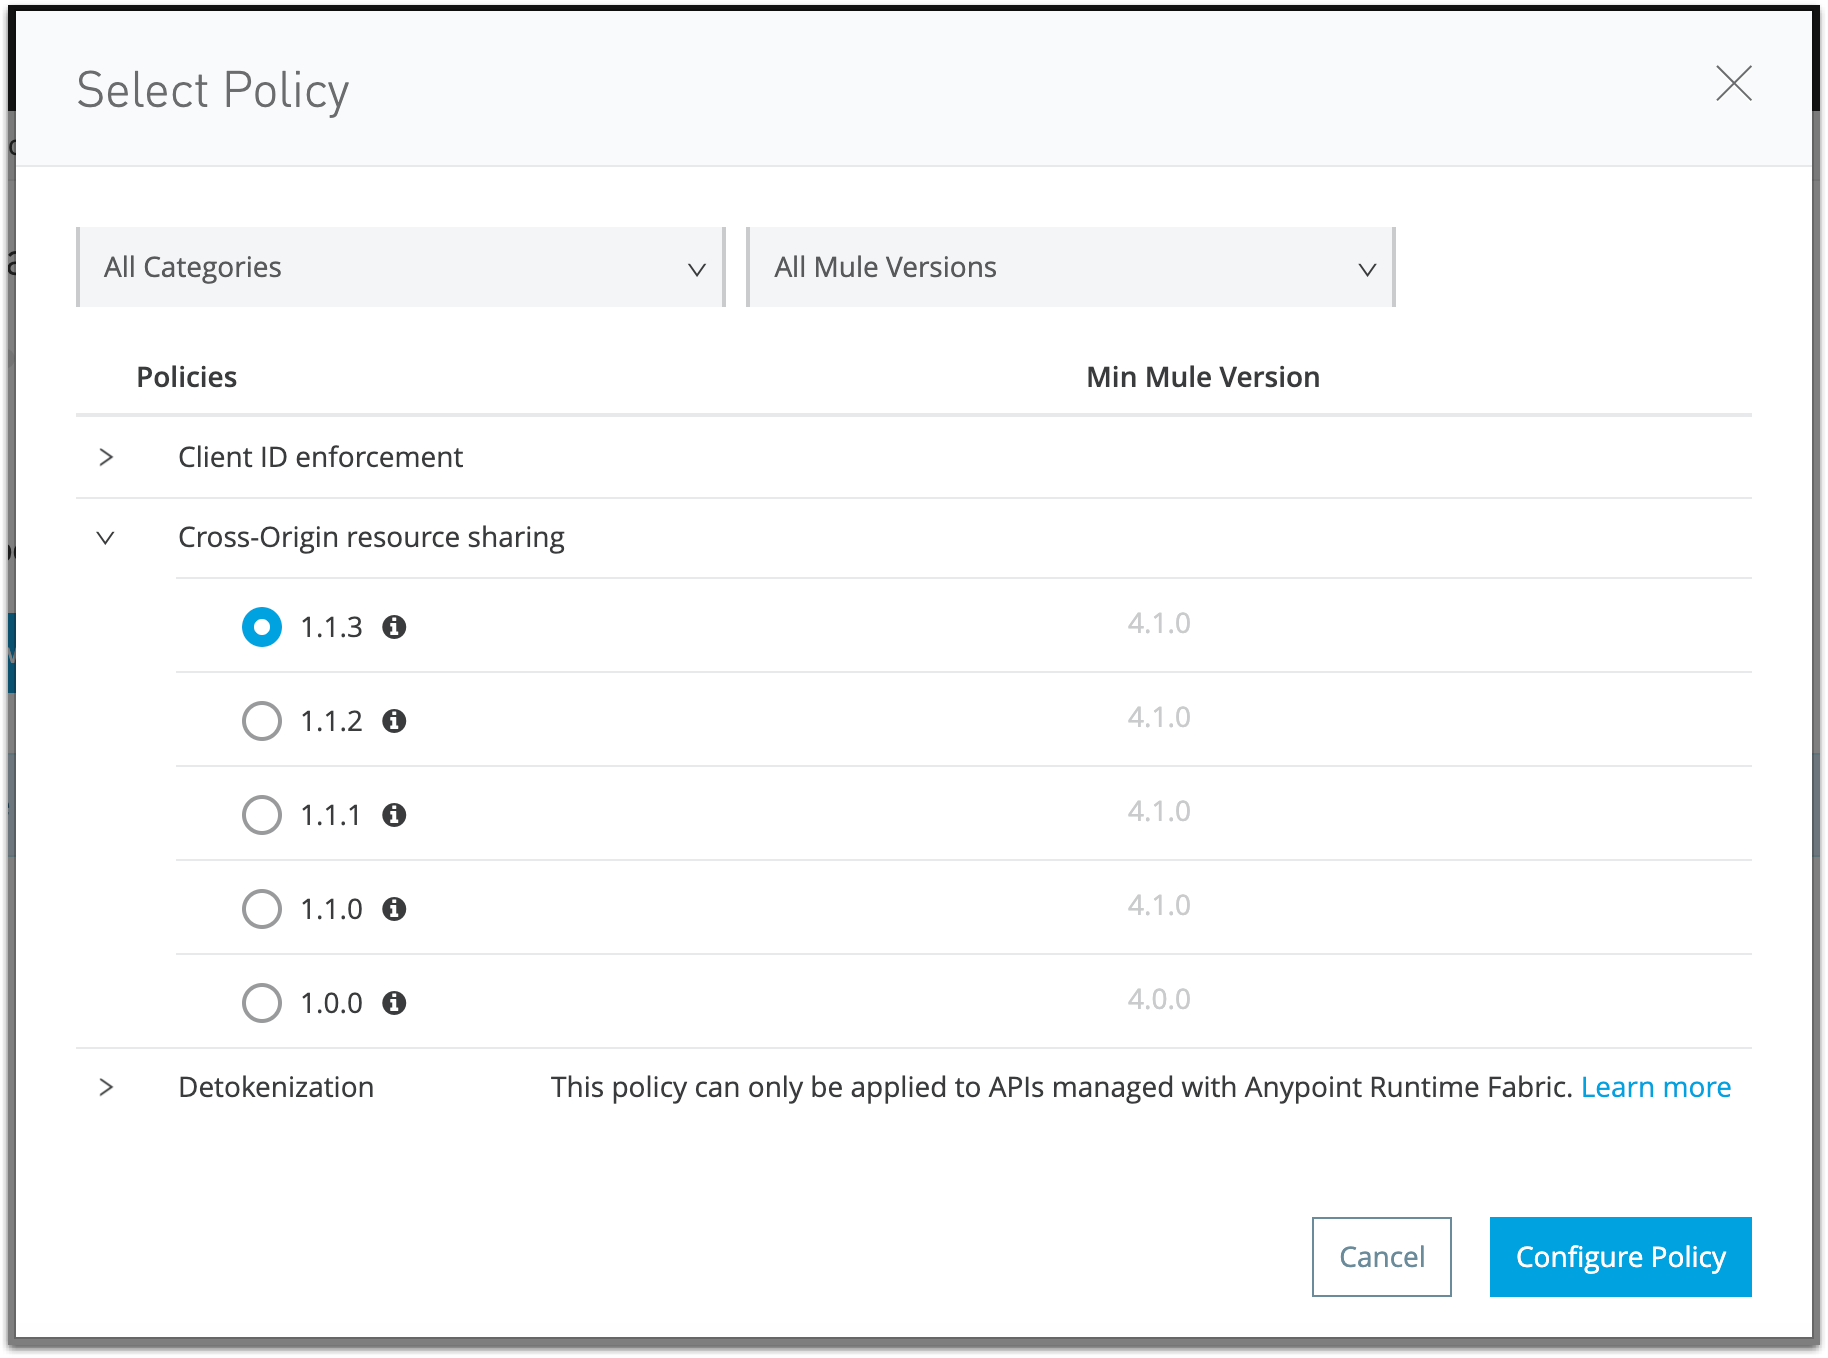 Select Policy
All Categories
All Mule Versions
Policies Min Mule Version
Client ID enforcement
Cross-Origin resource sharing
1.1.3 4.1.0
1.1.2 4.1.0
1.1.1 4.1.0
1.1.0 4.1.0
1.0.0 4.0.0
Detokenization This policy can only be applied to APIs managed with Anypoint Runtime Fabric. Learn more
Cancel
Configure Policy